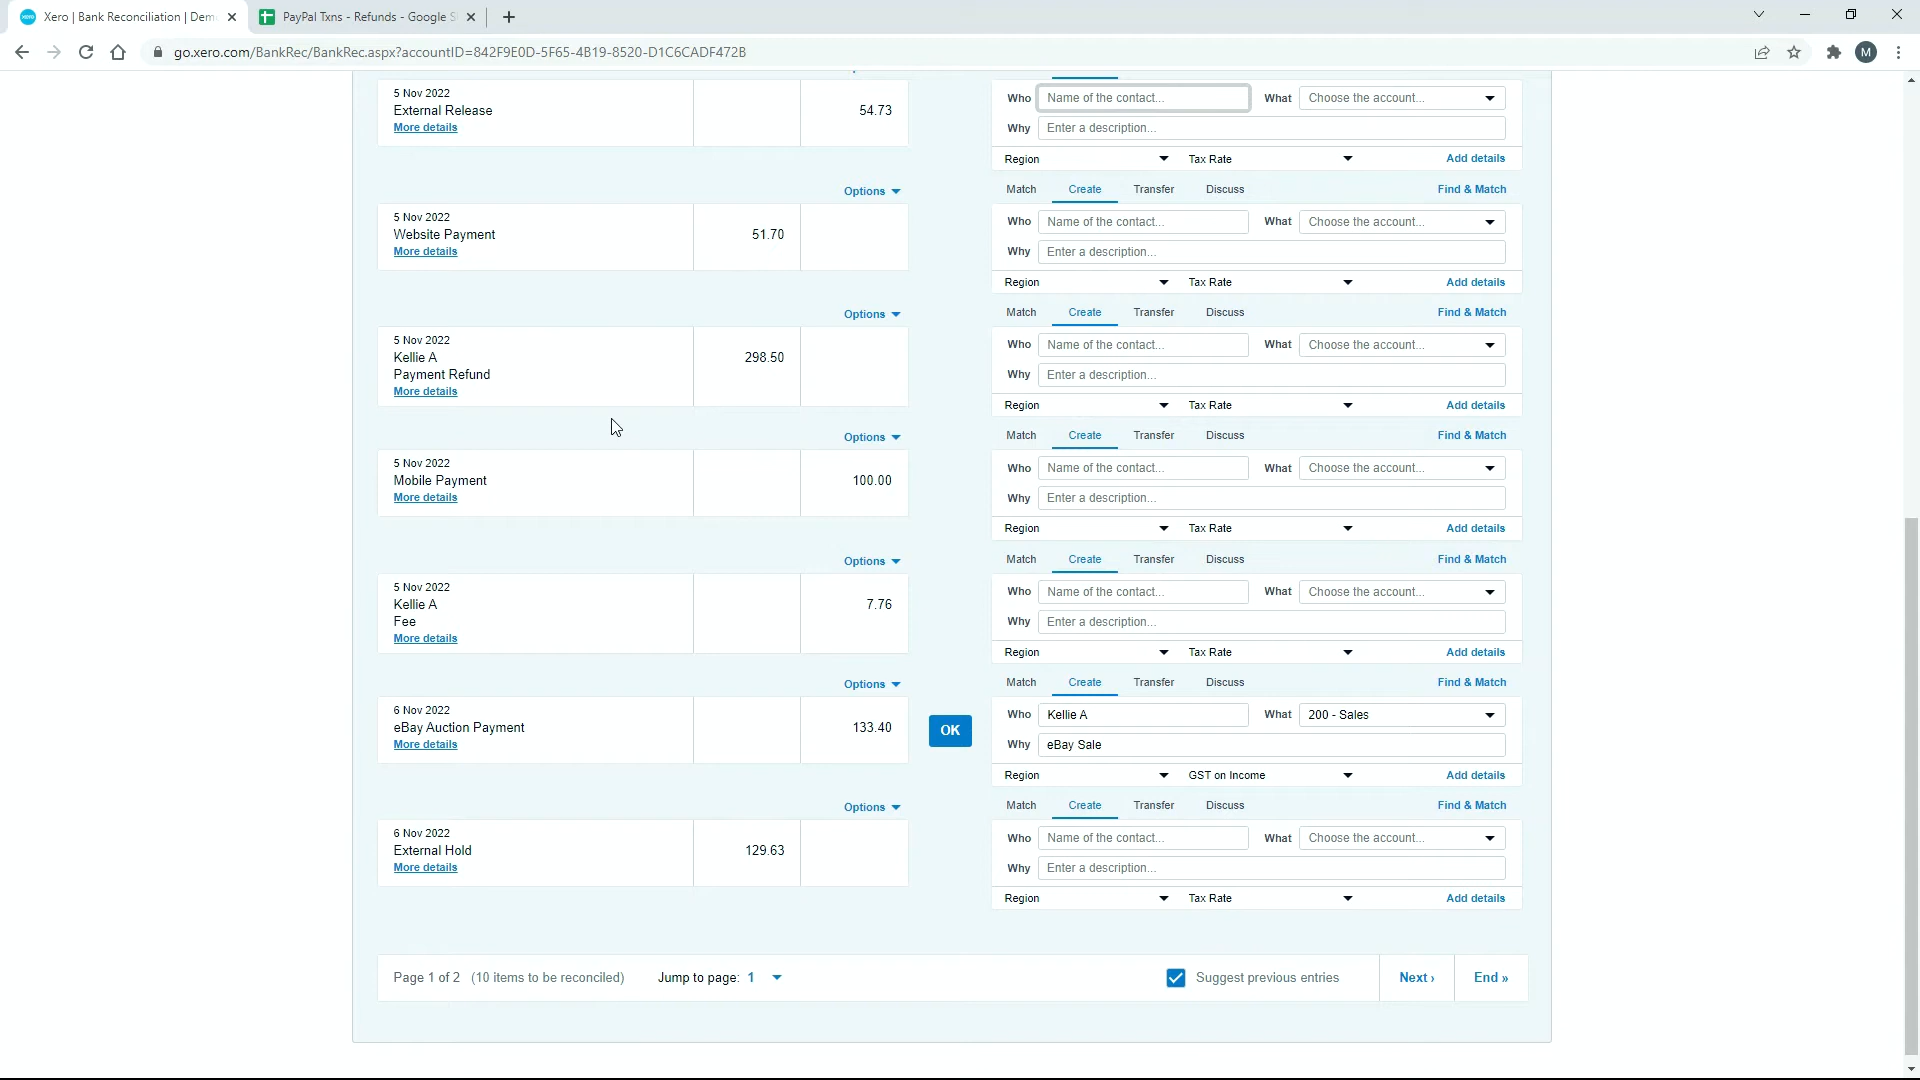 Xero | Bank Reconciliation | Dem
PayPal Txns - Refunds - Google S
go.xero.com/BankRec/BankRec.aspx?accountID=842F9E0D-5F65-4B19-8520-D1C6CADF472B
M
5 Nov 2022
External Release
More details
54.73
Who Name of the contact... What Choose the account...
Why Enter a description...
Region Tax Rate Add details
Options
Match Create Transfer Discuss Find & Match
5 Nov 2022
Website Payment
More details
51.70
Who Name of the contact... What Choose the account...
Why Enter a description...
Region Tax Rate Add details
Options
Match Create Transfer Discuss Find & Match
5 Nov 2022
Kellie A
Payment Refund
More details
298.50
Who Name of the contact... What Choose the account...
Why Enter a description...
Region Tax Rate Add details
Options
Match Create Transfer Discuss Find & Match
5 Nov 2022
Mobile Payment
More details
100.00
Who Name of the contact... What Choose the account...
Why Enter a description...
Region Tax Rate Add details
Options
Match Create Transfer Discuss Find & Match
5 Nov 2022
Kellie A
Fee
More details
7.76
Who Name of the contact... What Choose the account...
Why Enter a description...
Region Tax Rate Add details
Options
Match Create Transfer Discuss Find & Match
6 Nov 2022
eBay Auction Payment
More details
133.40
OK
Who Kellie A What 200 - Sales
Why eBay Sale
Region GST on Income Add details
Options
Match Create Transfer Discuss Find & Match
6 Nov 2022
External Hold
More details
129.63
Who Name of the contact... What Choose the account...
Why Enter a description...
Region Tax Rate Add details
Page 1 of 2 (10 items to be reconciled) Jump to page: 1 Suggest previous entries Next › End »